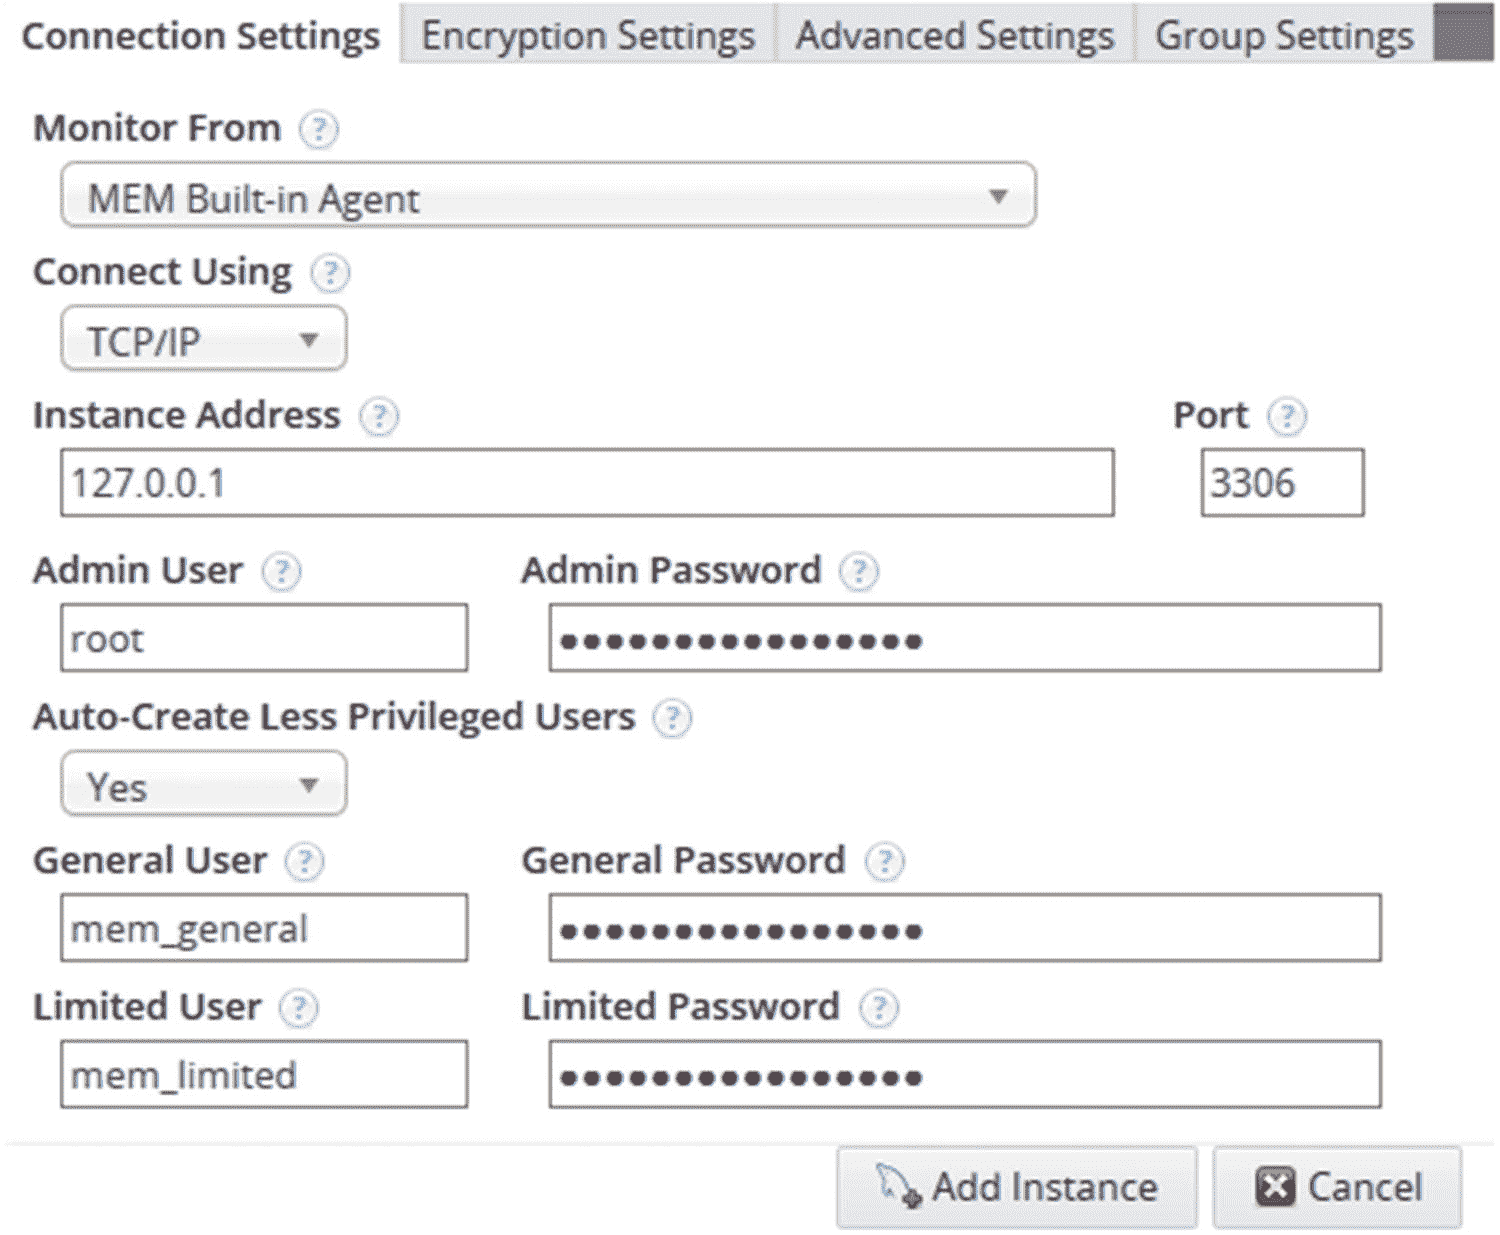 Connection Settings Encryption Settings Advanced Settings Group Settings
Monitor From ?
MEM Built-in Agent
Connect Using ?
TCP/IP
Instance Address ? Port ?
127.0.0.1 3306
Admin User ? Admin Password ?
root ••••••••••••••••
Auto-Create Less Privileged Users ?
Yes
General User ? General Password ?
mem_general ••••••••••••••••
Limited User ? Limited Password ?
mem_limited ••••••••••••••••
Add Instance Cancel